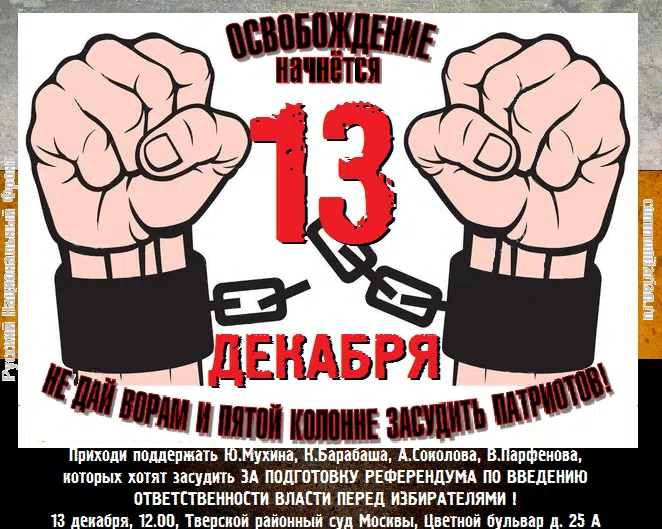 ОСВОБОЖДЕНИЕ
начнётся
13
ДЕКАБРЯ
НЕ ДАЙ ВОРАМ И ПЯТОЙ КОЛОННЕ ЗАСУДИТЬ ПАТРИОТОВ!
Русский Национальный Фронт
Приходи поддержать Ю.Мухина, К.Барабаша, А.Соколова, В.Парфенова,
которых хотят засудить ЗА ПОДГОТОВКУ РЕФЕРЕНДУМА ПО ВВЕДЕНИЮ
ОТВЕТСТВЕННОСТИ ВЛАСТИ ПЕРЕД ИЗБИРАТЕЛЯМИ !
13 декабря, 12.00, Тверской районный суд Москвы, Цветной бульвар д. 25 А